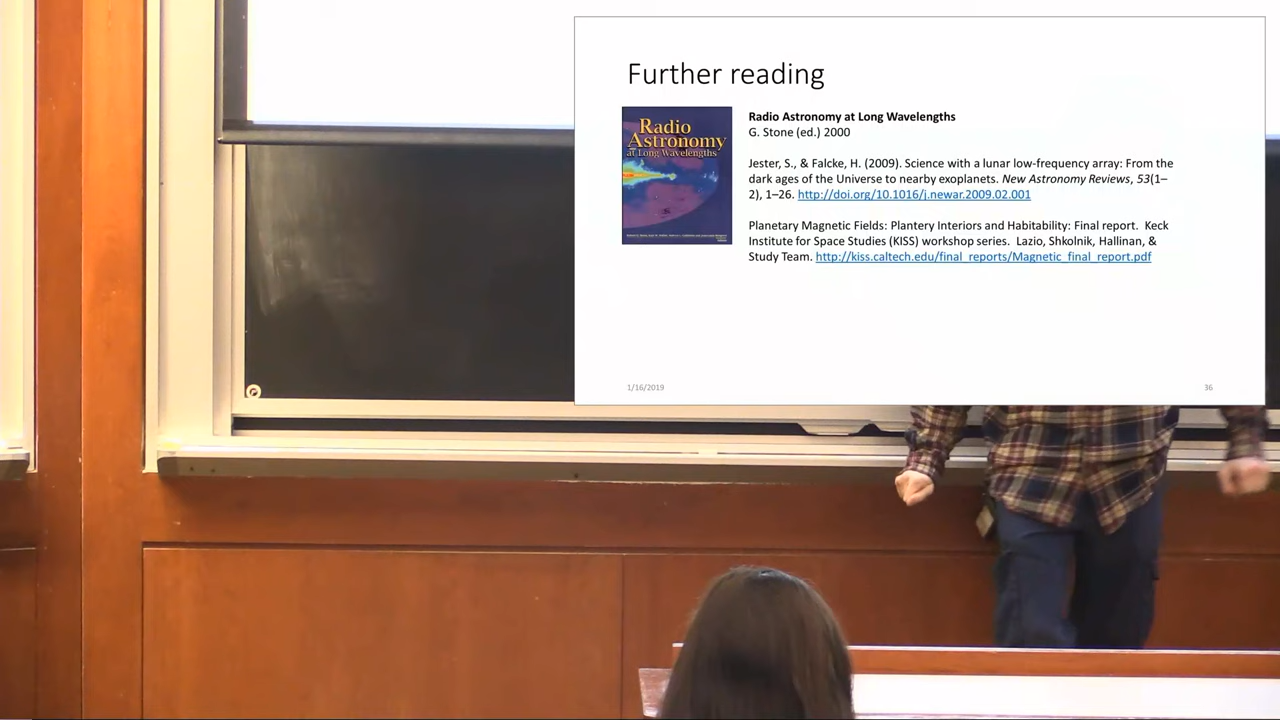 Further reading
Radio
Astronomy
at Long Wavelengths
Radio Astronomy at Long Wavelengths
G. Stone (ed.) 2000
Jester, S., & Falcke, H. (2009). Science with a lunar low-frequency array: From the
dark ages of the Universe to nearby exoplanets. New Astronomy Reviews, 53(1–
2), 1–26. http://doi.org/10.1016/j.newar.2009.02.001
Planetary Magnetic Fields: Plantery Interiors and Habitability: Final report. Keck
Institute for Space Studies (KISS) workshop series. Lazio, Shkolnik, Hallinan, &
Study Team. http://kiss.caltech.edu/final_reports/Magnetic_final_report.pdf
1/16/2019
36